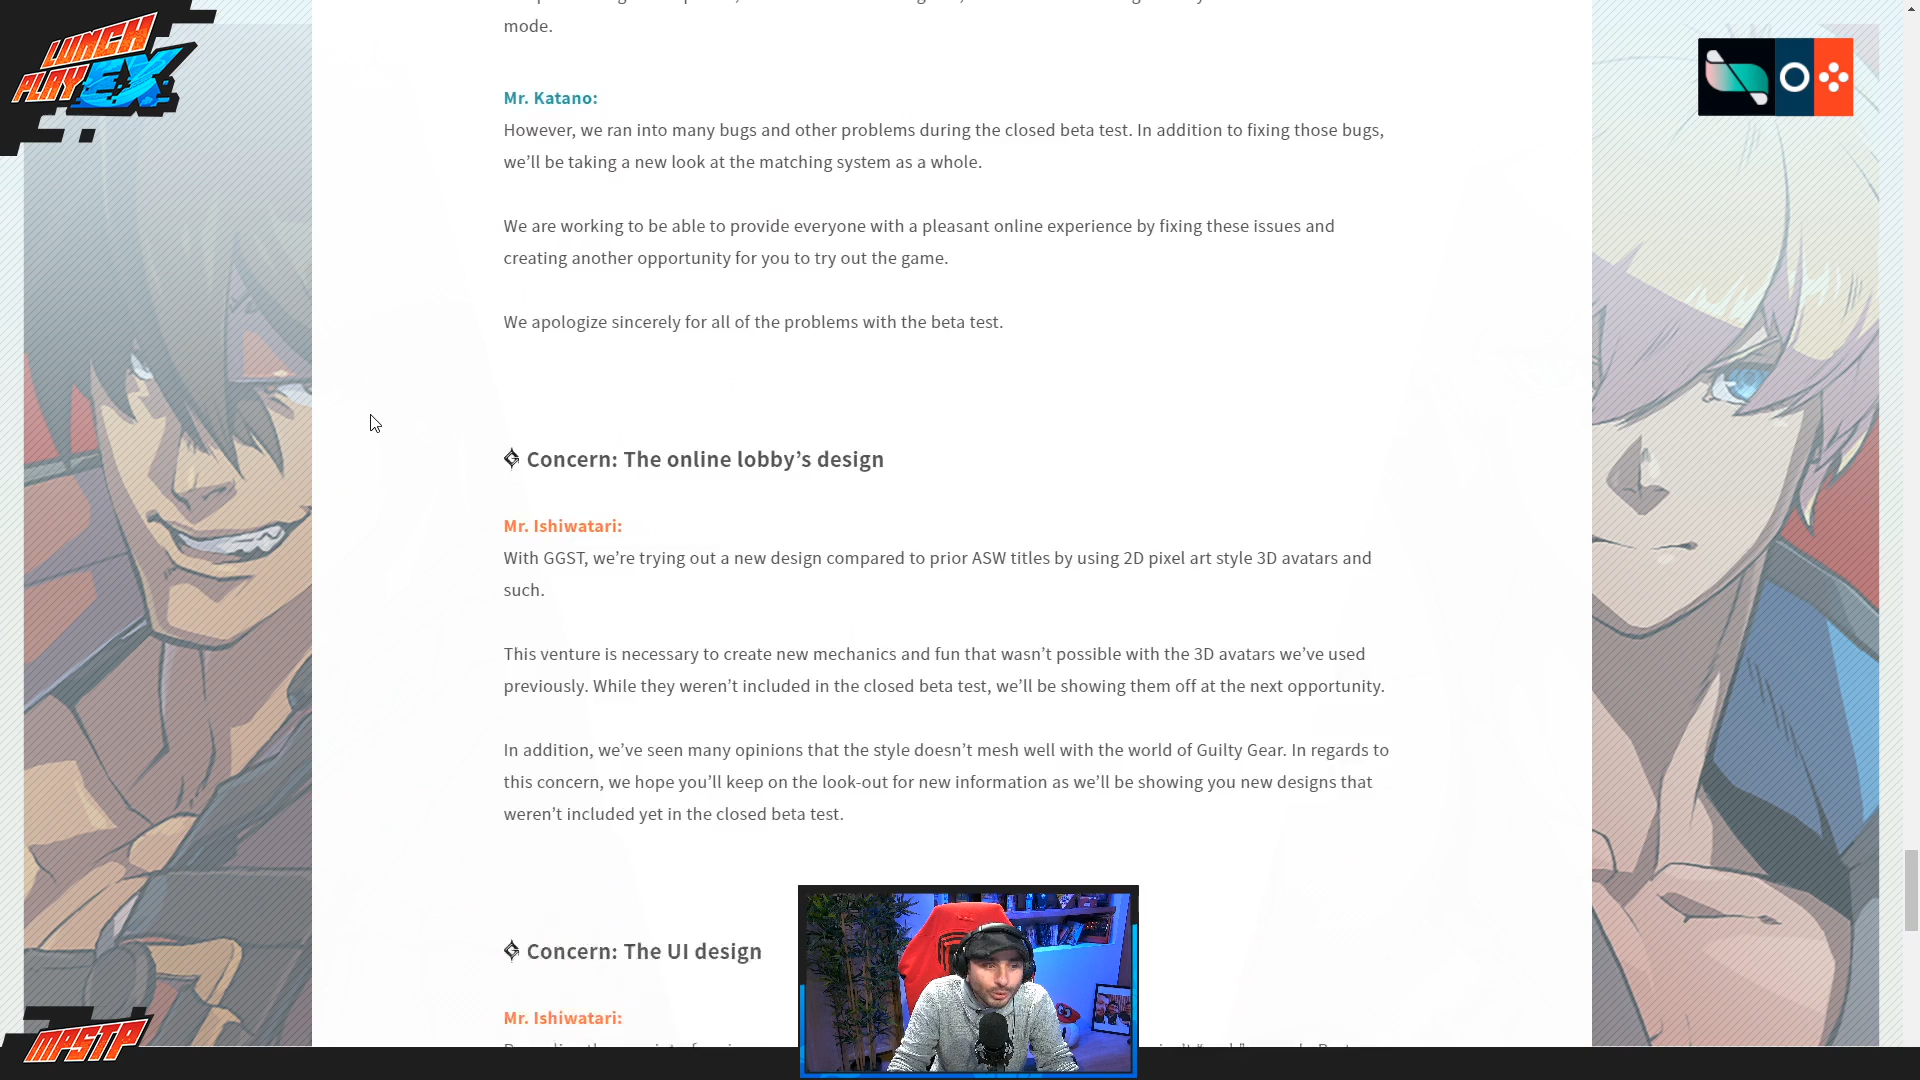 LUNCH
PLAY EX
mode.
Mr. Katano:
However, we ran into many bugs and other problems during the closed beta test. In addition to fixing those bugs,
we’ll be taking a new look at the matching system as a whole.
We are working to be able to provide everyone with a pleasant online experience by fixing these issues and
creating another opportunity for you to try out the game.
We apologize sincerely for all of the problems with the beta test.
Concern: The online lobby’s design
Mr. Ishiwatari:
With GGST, we’re trying out a new design compared to prior ASW titles by using 2D pixel art style 3D avatars and
such.
This venture is necessary to create new mechanics and fun that wasn’t possible with the 3D avatars we’ve used
previously. While they weren’t included in the closed beta test, we’ll be showing them off at the next opportunity.
In addition, we’ve seen many opinions that the style doesn’t mesh well with the world of Guilty Gear. In regards to
this concern, we hope you’ll keep on the look-out for new information as we’ll be showing you new designs that
weren’t included yet in the closed beta test.
Concern: The UI design
Mr. Ishiwatari:
MPSTP